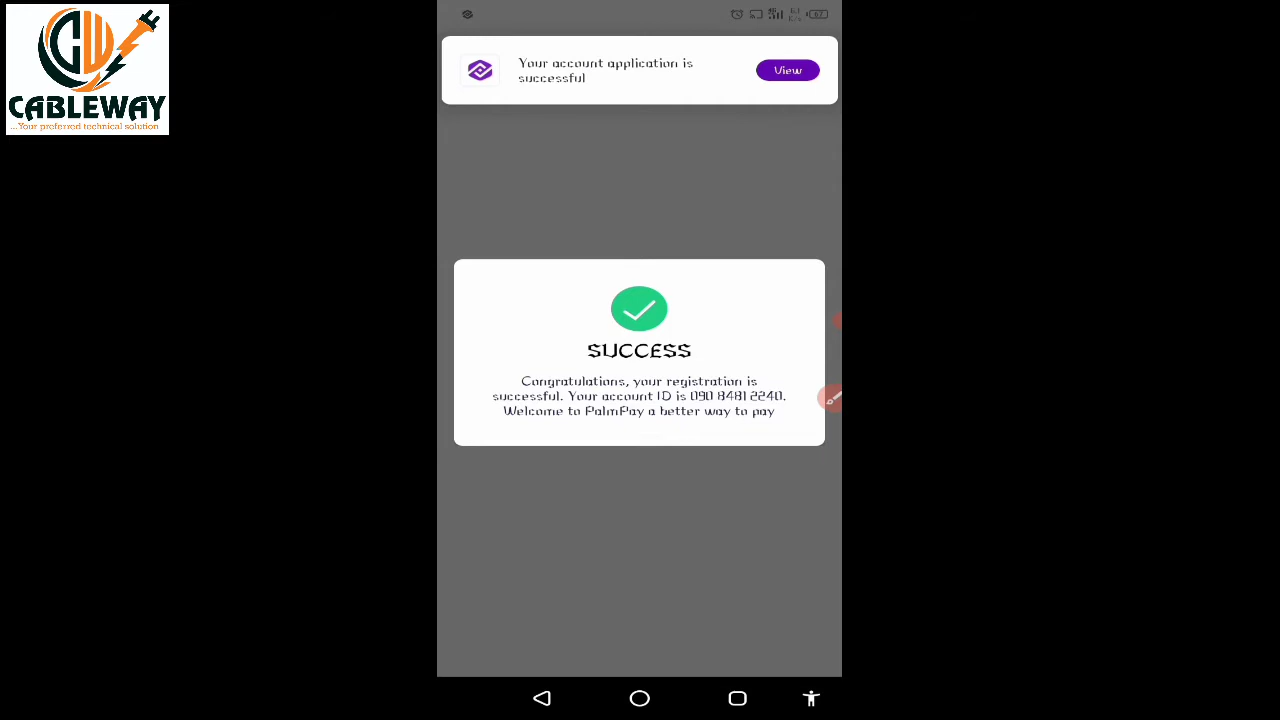 CW
CABLEWAY
...Your preferred technical solution
Your account application is
successful
View
SUCCESS
Congratulations, your registration is
successful. Your account ID is 090 8481 2240.
Welcome to PalmPay a better way to pay